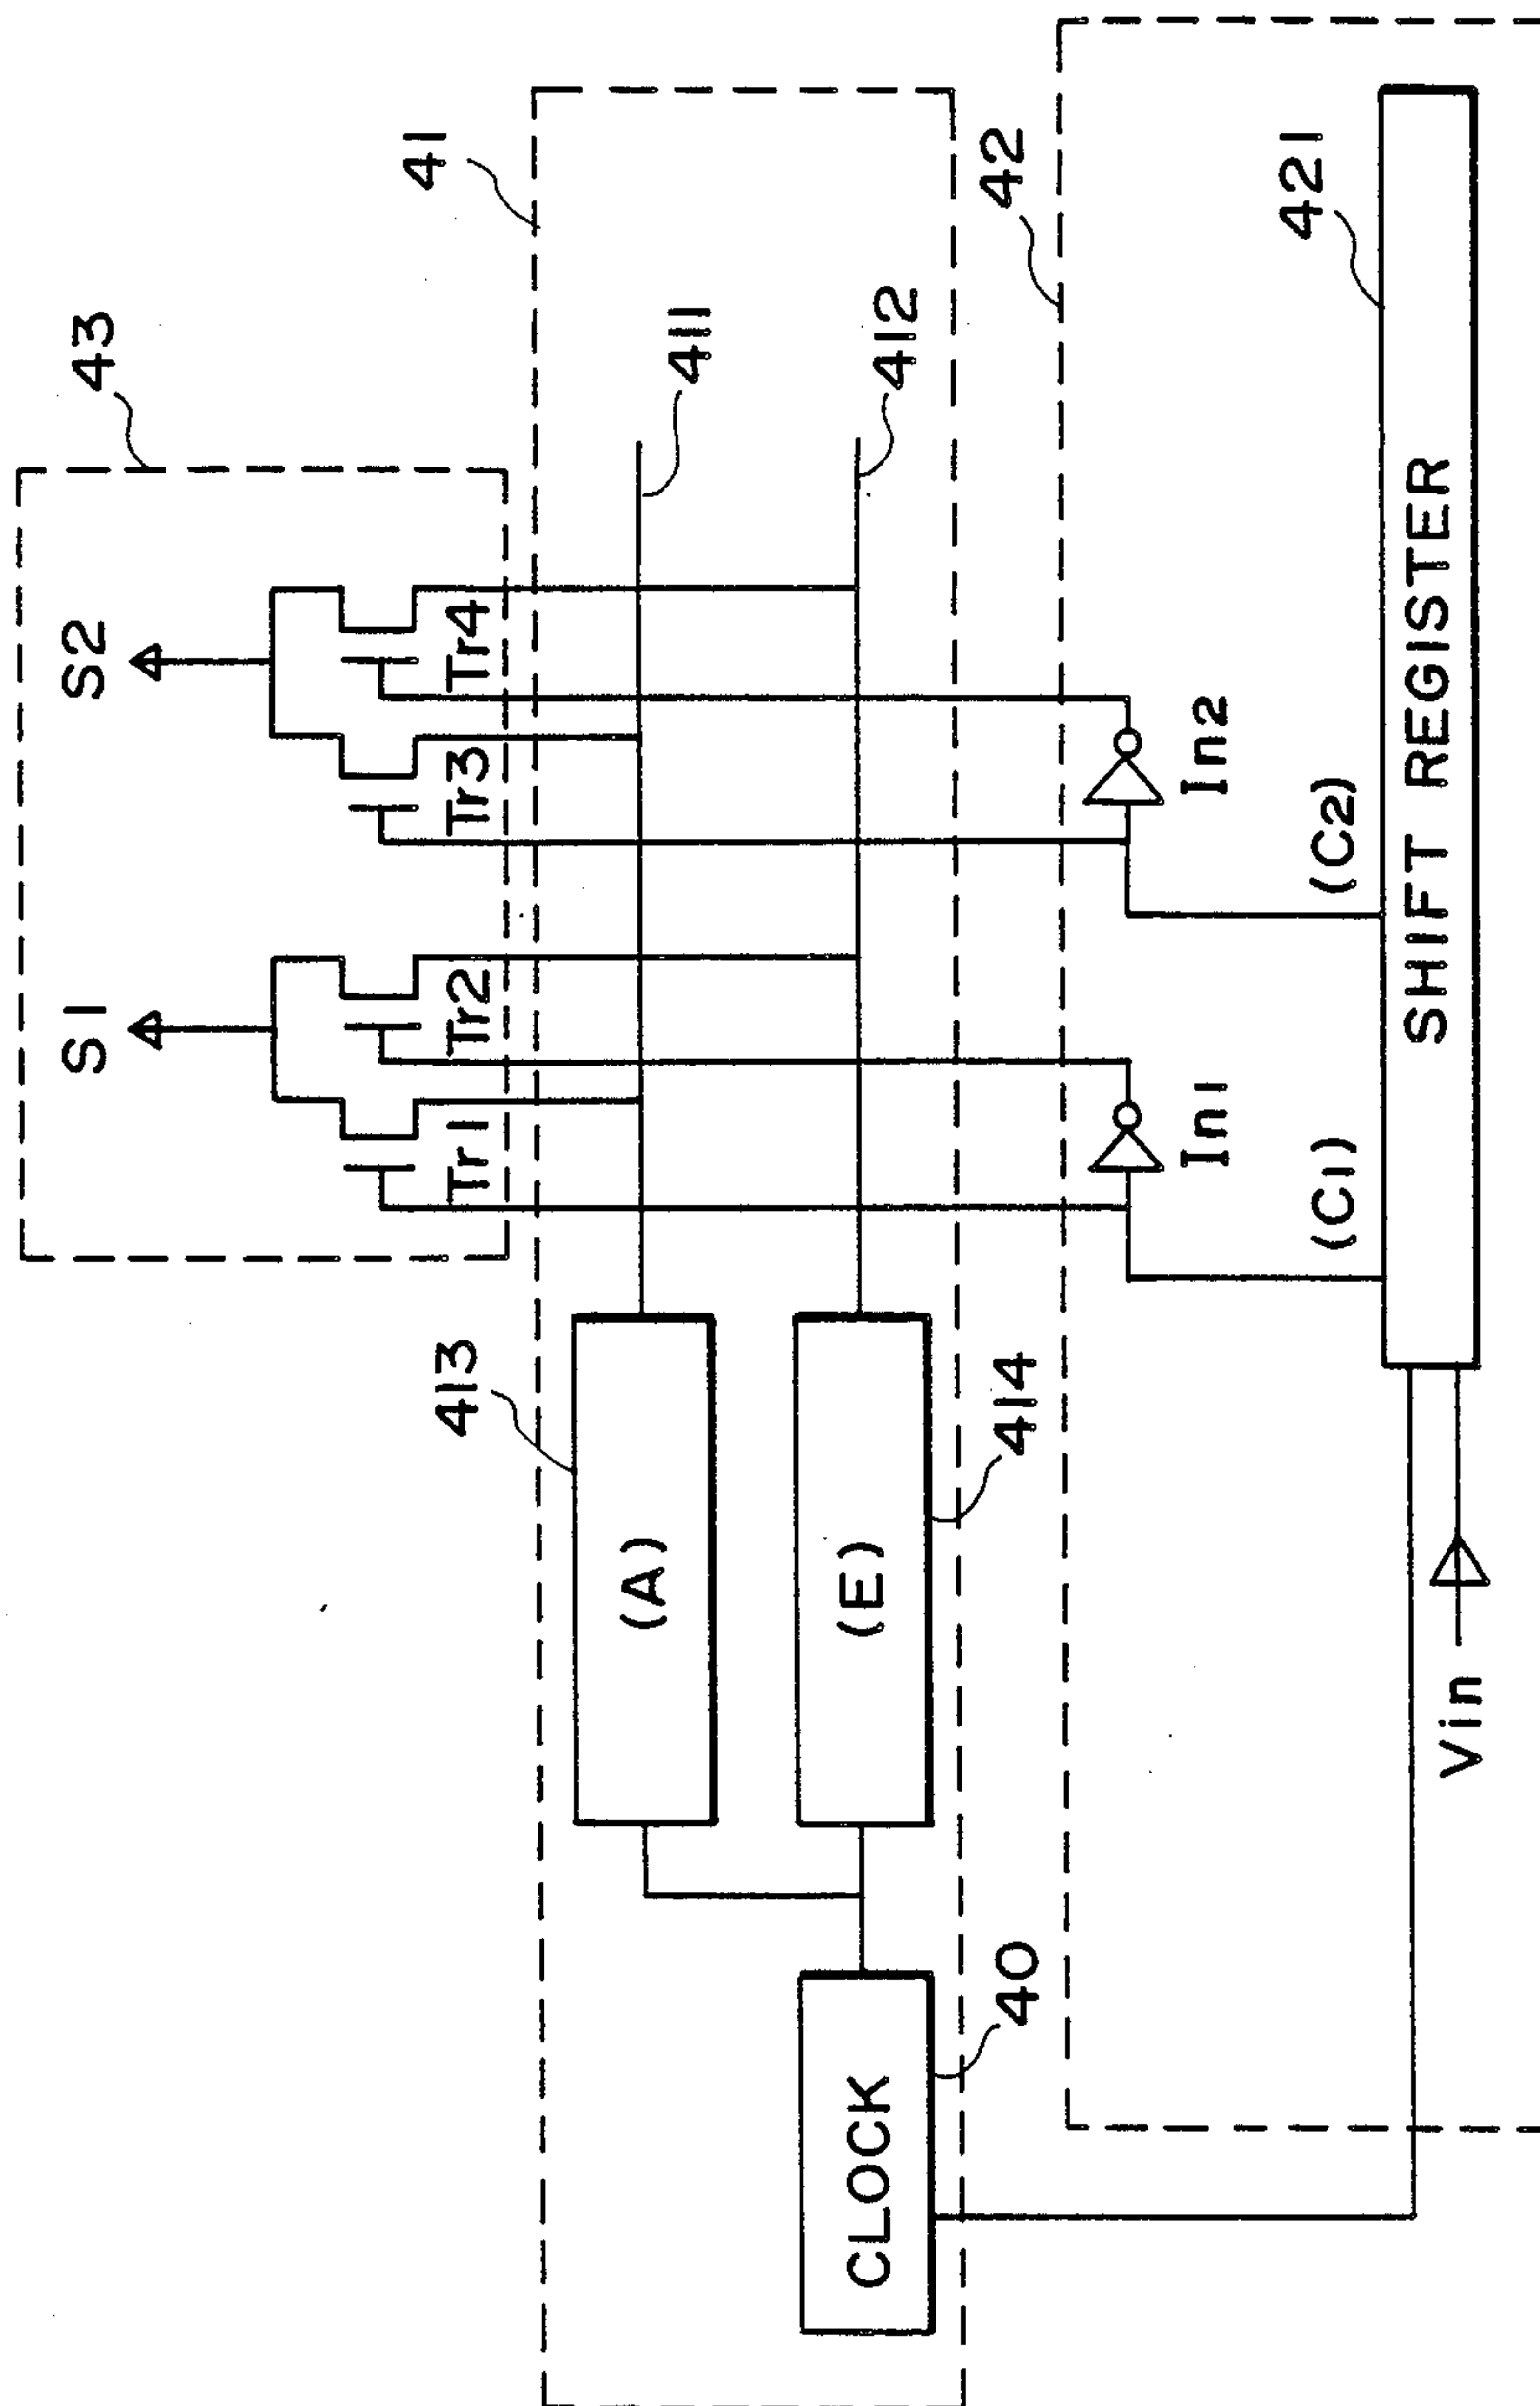 43
S1
S2
Tr1
Tr2
Tr3
Tr4
41
413
411
(A)
412
(E)
414
CLOCK
40
42
In1
In2
(C1)
(C2)
421
SHIFT REGISTER
Vin